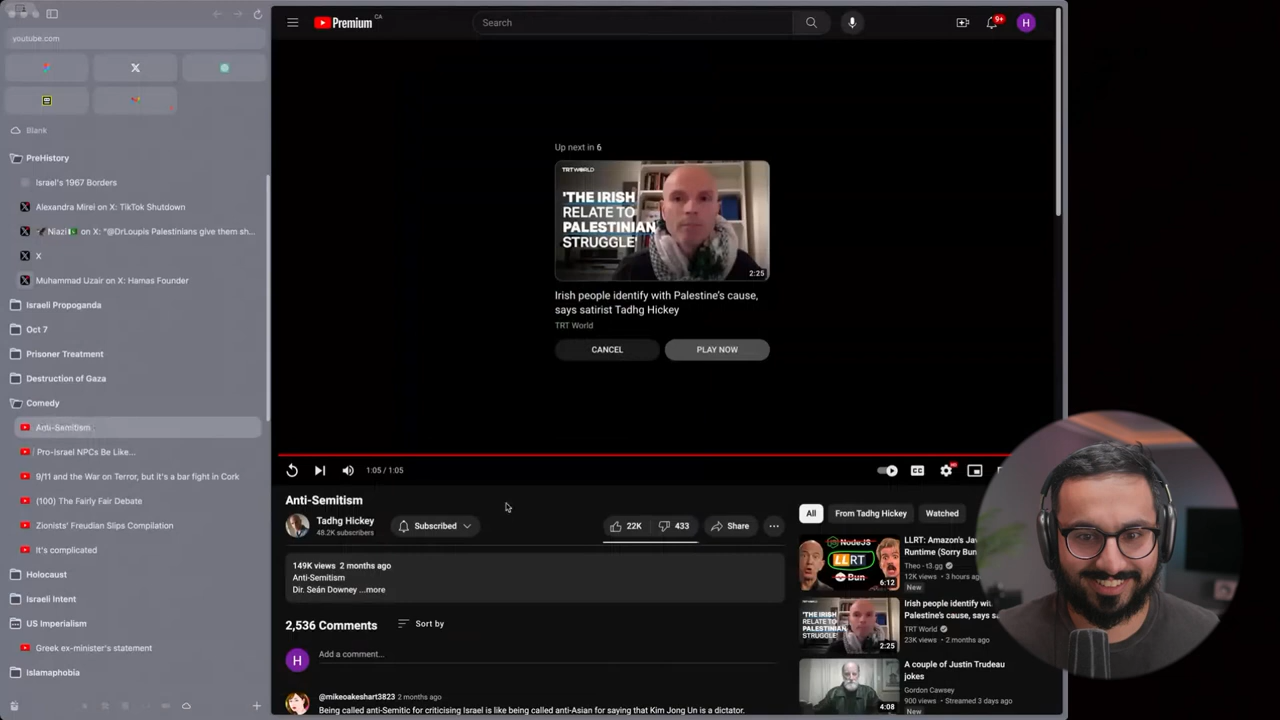 youtube.com
Blank
PreHistory
Israel's 1967 Borders
Alexandra Mirei on X: TikTok Shutdown
Niazi on X: "@DrLoupis Palestinians give them sh...
X
Muhammad Uzair on X: Hamas Founder
Israeli Propaganda
Oct 7
Prisoner Treatment
Destruction of Gaza
Comedy
Anti-Semitism
Pro-Israel NPCs Be Like...
9/11 and the War on Terror, but it's a bar fight in Cork
(100) The Fairly Fair Debate
Zionists' Freudian Slips Compilation
It's complicated
Holocaust
Israeli Intent
US Imperialism
Greek ex-minister's statement
Islamaphobia
Premium CA
Search
9+
H
Up next in 6
TRT WORLD
'THE IRISH
RELATE TO
PALESTINIAN
STRUGGLE'
2:25
Irish people identify with Palestine's cause,
says satirist Tadhg Hickey
TRT World
CANCEL
PLAY NOW
1:05 / 1:05
CC
Anti-Semitism
Tadhg Hickey
48.2K subscribers
Subscribed
22K
433
Share
149K views 2 months ago
Anti-Semitism
Dir. Seán Downey ...more
2,536 Comments
Sort by
H
Add a comment...
@mikeoakeshart3823 2 months ago
Being called anti-Semitic for criticising Israel is like being called anti-Asian for saying that Kim Jong Un is a dictator.
All
From Tadhg Hickey
Watched
NodeJS
LLRT
Bun
6:12
LLRT: Amazon's Jav
Runtime (Sorry Bun
Theo - t3.gg
12K views • 3 hours ag
New
'THE IRISH
RELATE TO
PALESTINIAN
STRUGGLE'
2:25
Irish people identify wi
Palestine's cause, says s
TRT World
23K views • 2 months ago
4:08
A couple of Justin Trudeau
jokes
Gordon Cawsey
900 views • Streamed 3 days ago
New